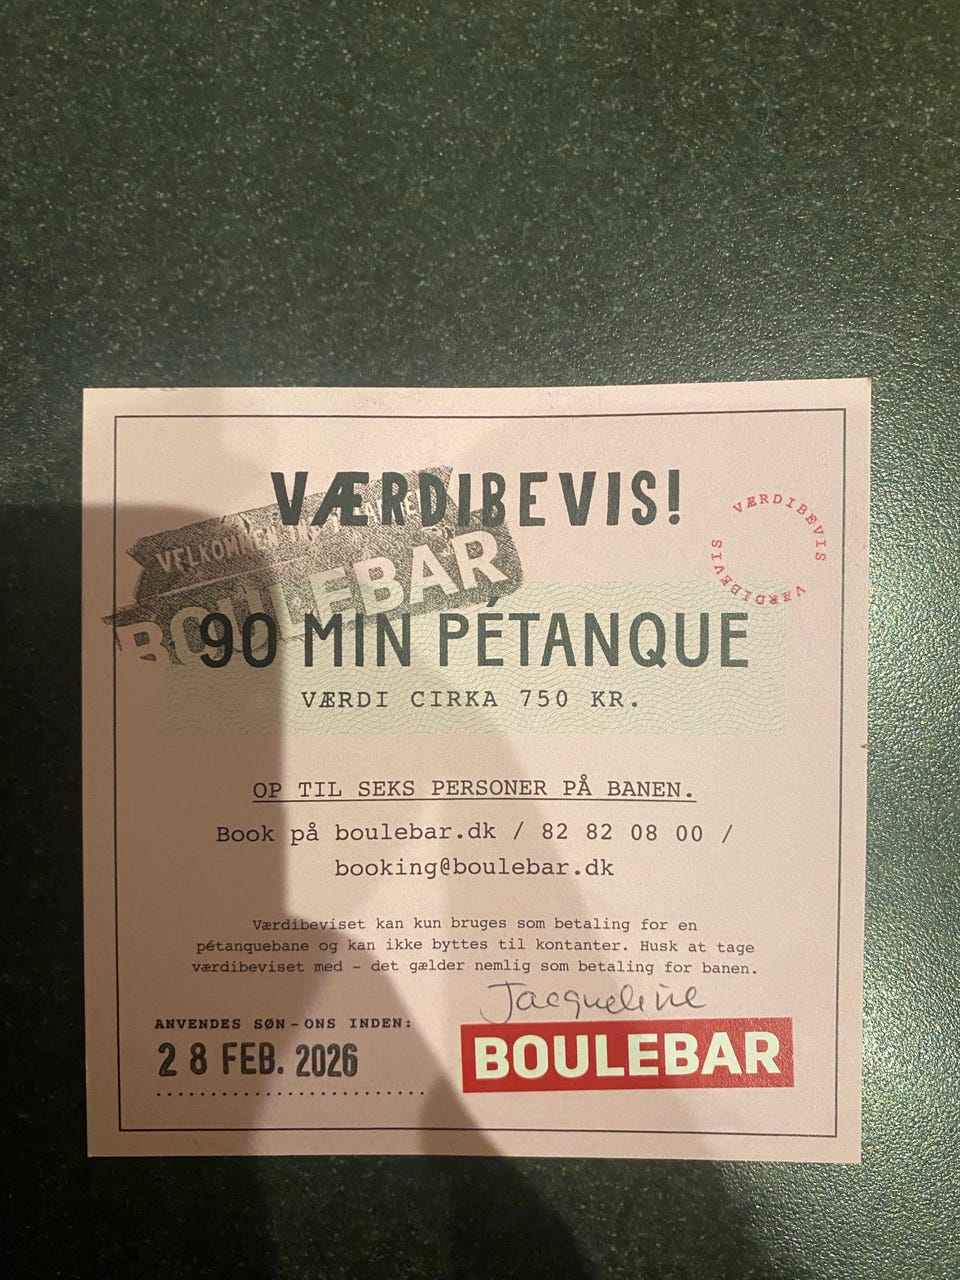 VÆRDIBEVIS!
VÆRDIBEVIS VÆRDIBEVIS VÆRDIBEVIS
VELKOMMEN
BOULEBAR
90 MIN PÉTANQUE
VÆRDI CIRKA 750 KR.
OP TIL SEKS PERSONER PÅ BANEN.
Book på boulebar.dk / 82 82 08 00 /
booking@boulebar.dk
Værdibeviset kan kun bruges som betaling for en
pétanquebane og kan ikke byttes til kontanter. Husk at tage
værdibeviset med – det gælder nemlig som betaling for banen.
Jacqueline
ANVENDES SØN-ONS INDEN:
28 FEB. 2026
BOULEBAR